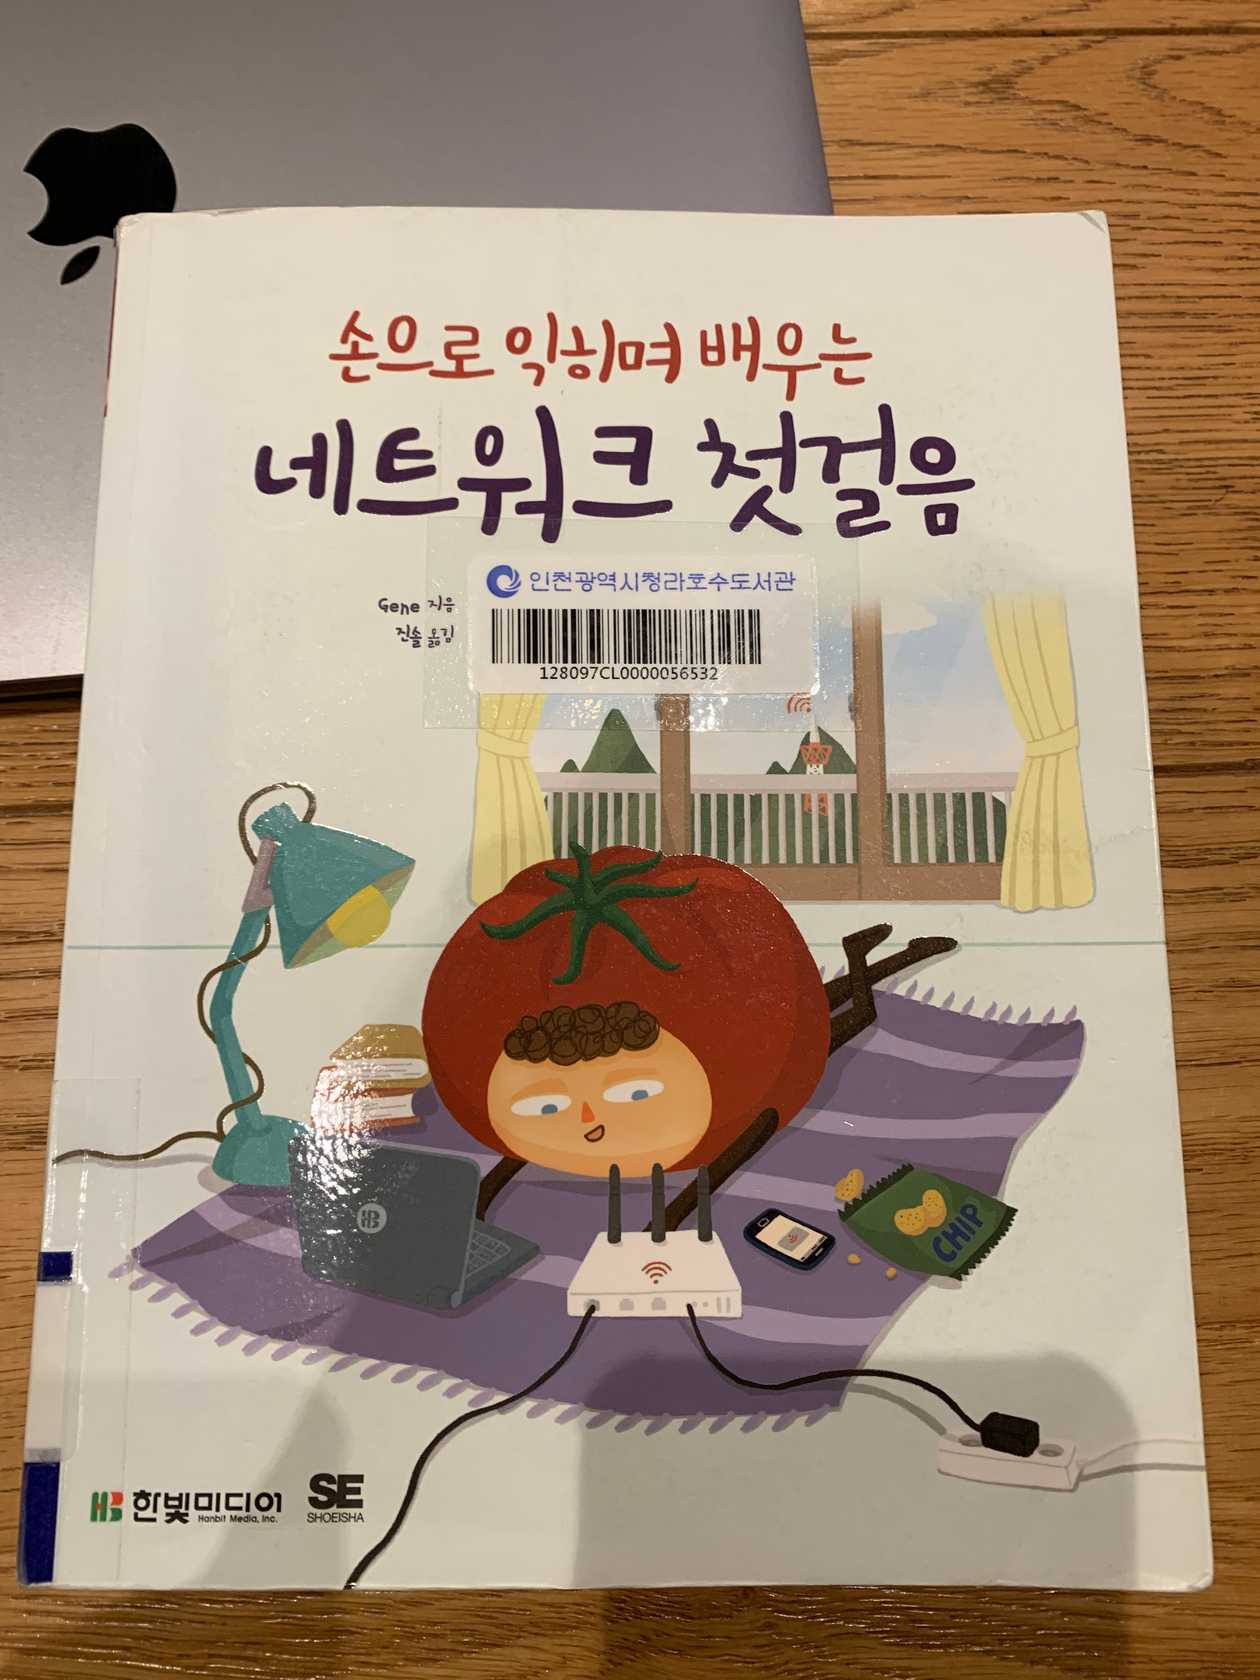 손으로 익히며 배우는
네트워크 첫걸음
Gene 지음
진솔 옮김
인천광역시청라호수도서관
128097CL0000056532
CHIP
HB 한빛미디어
Hanbit Media, Inc.
SE
SHOEISHA